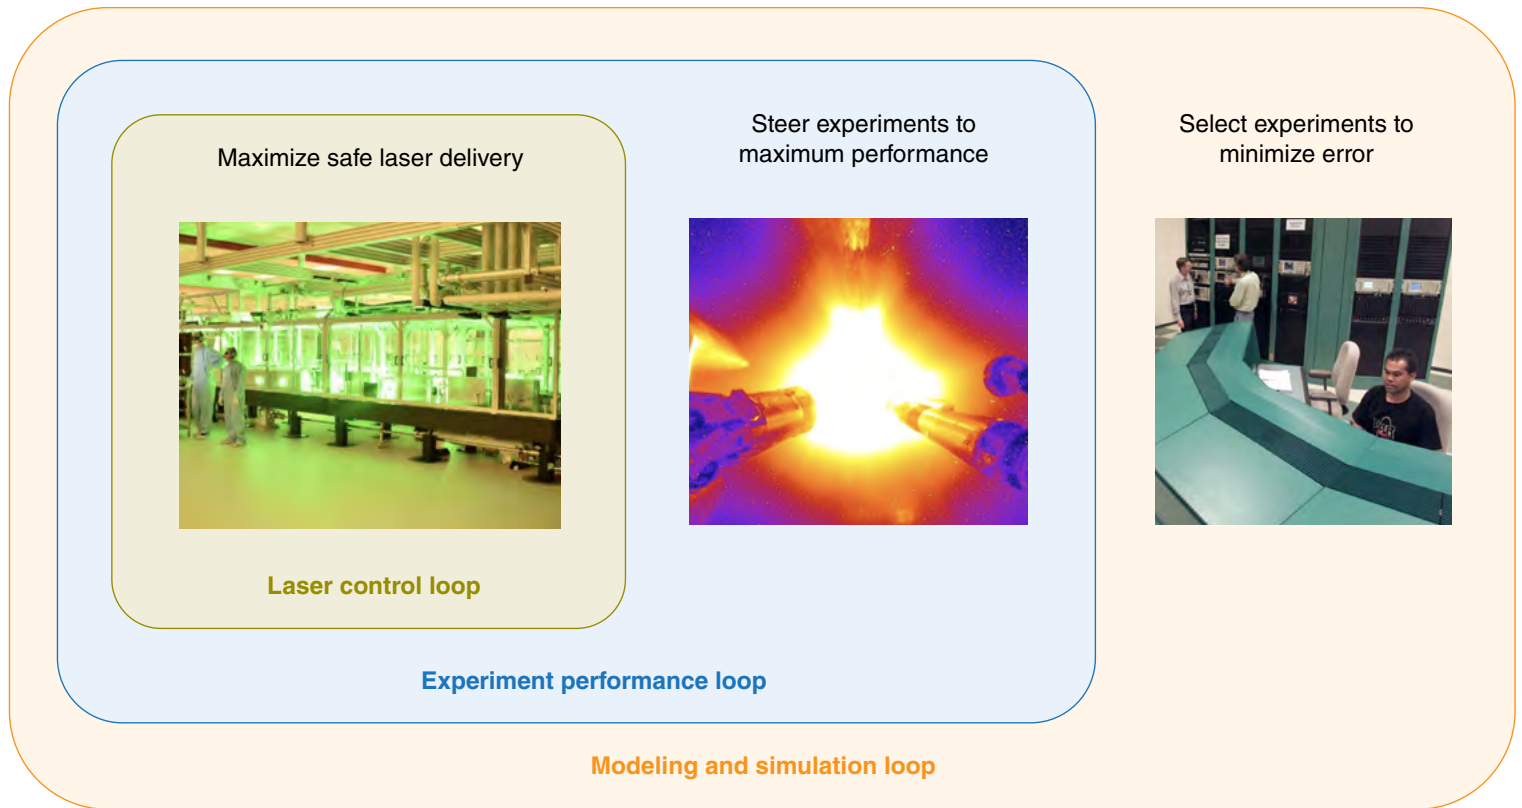 Maximize safe laser delivery
Steer experiments to
maximum performance
Select experiments to
minimize error
Laser control loop
Experiment performance loop
Modeling and simulation loop